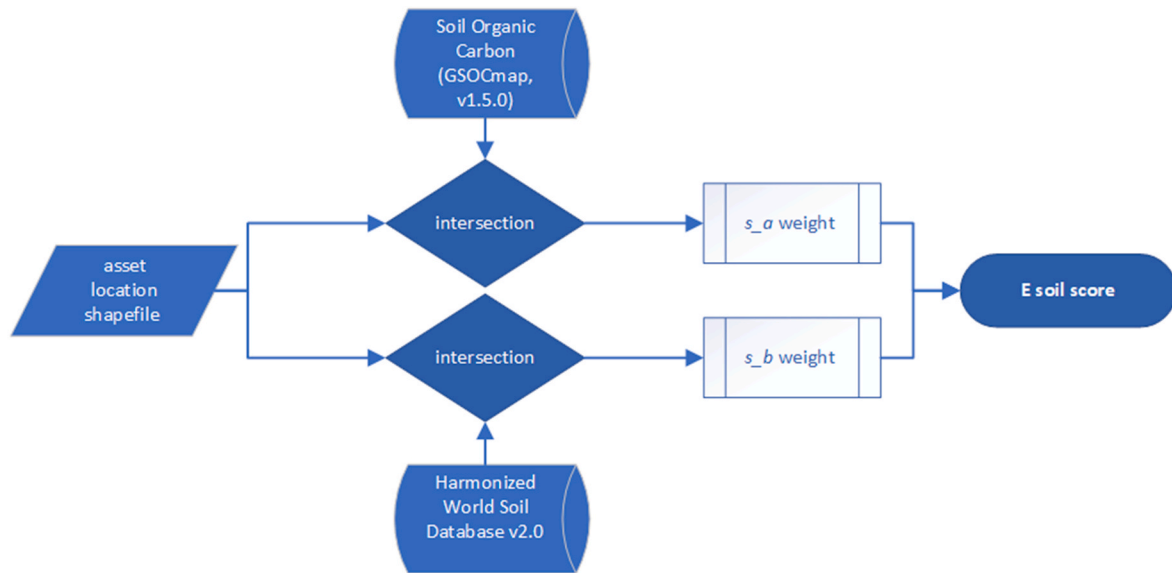 Soil Organic
Carbon
(GSOCmap,
v1.5.0)
intersection
s_a weight
asset
location
shapefile
E soil score
intersection
s_b weight
Harmonized
World Soil
Database v2.0